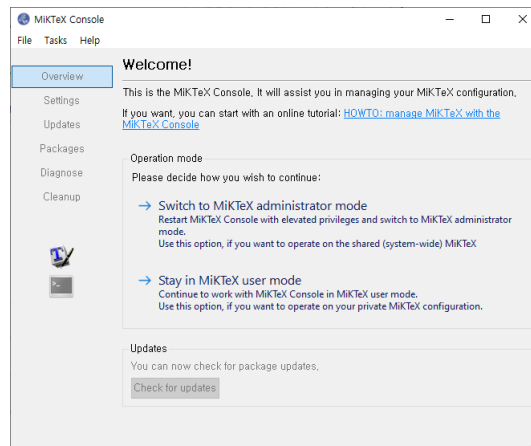 MiKTeX Console
File Tasks Help
Overview
Settings
Updates
Packages
Diagnose
Cleanup
Welcome!
This is the MiKTeX Console. It will assist you in managing your MiKTeX configuration.
If you want, you can start with an online tutorial: HOWTO: manage MiKTeX with the
MiKTeX Console
Operation mode
Please decide how you wish to continue:
Switch to MiKTeX administrator mode
Restart MiKTeX Console with elevated privileges and switch to MiKTeX administrator
mode.
Use this option, if you want to operate on the shared (system-wide) MiKTeX
Stay in MiKTeX user mode
Continue to work with MiKTeX Console in MiKTeX user mode.
Use this option, if you want to operate on your private MiKTeX configuration.
Updates
You can now check for package updates.
Check for updates